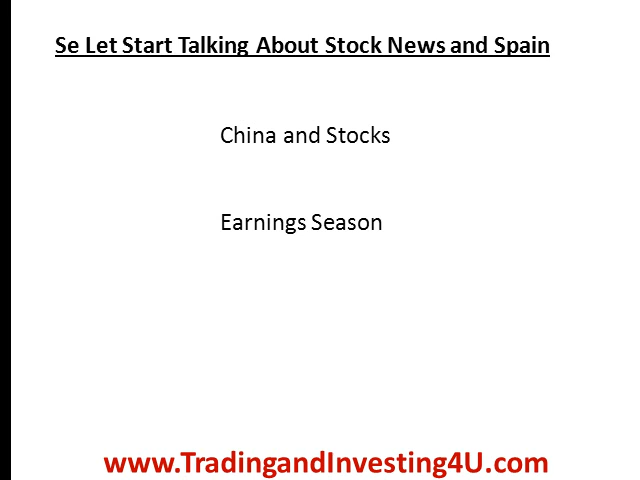 Se Let Start Talking About Stock News and Spain
China and Stocks
Earnings Season
www.TradingandInvesting4U.com